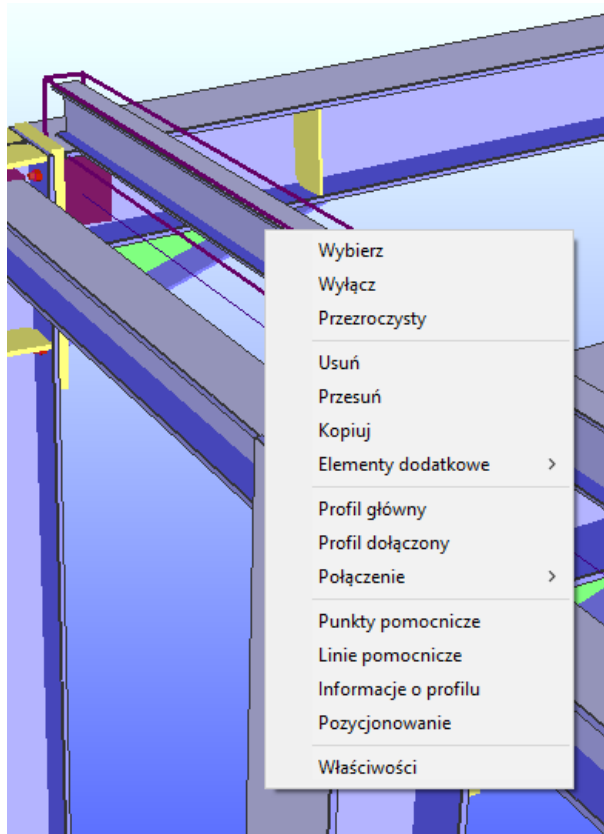 Wybierz
Wyłącz
Przezroczysty
Usuń
Przesuń
Kopiuj
Elementy dodatkowe
Profil główny
Profil dołączony
Połączenie
Punkty pomocnicze
Linie pomocnicze
Informacje o profilu
Pozycjonowanie
Właściwości